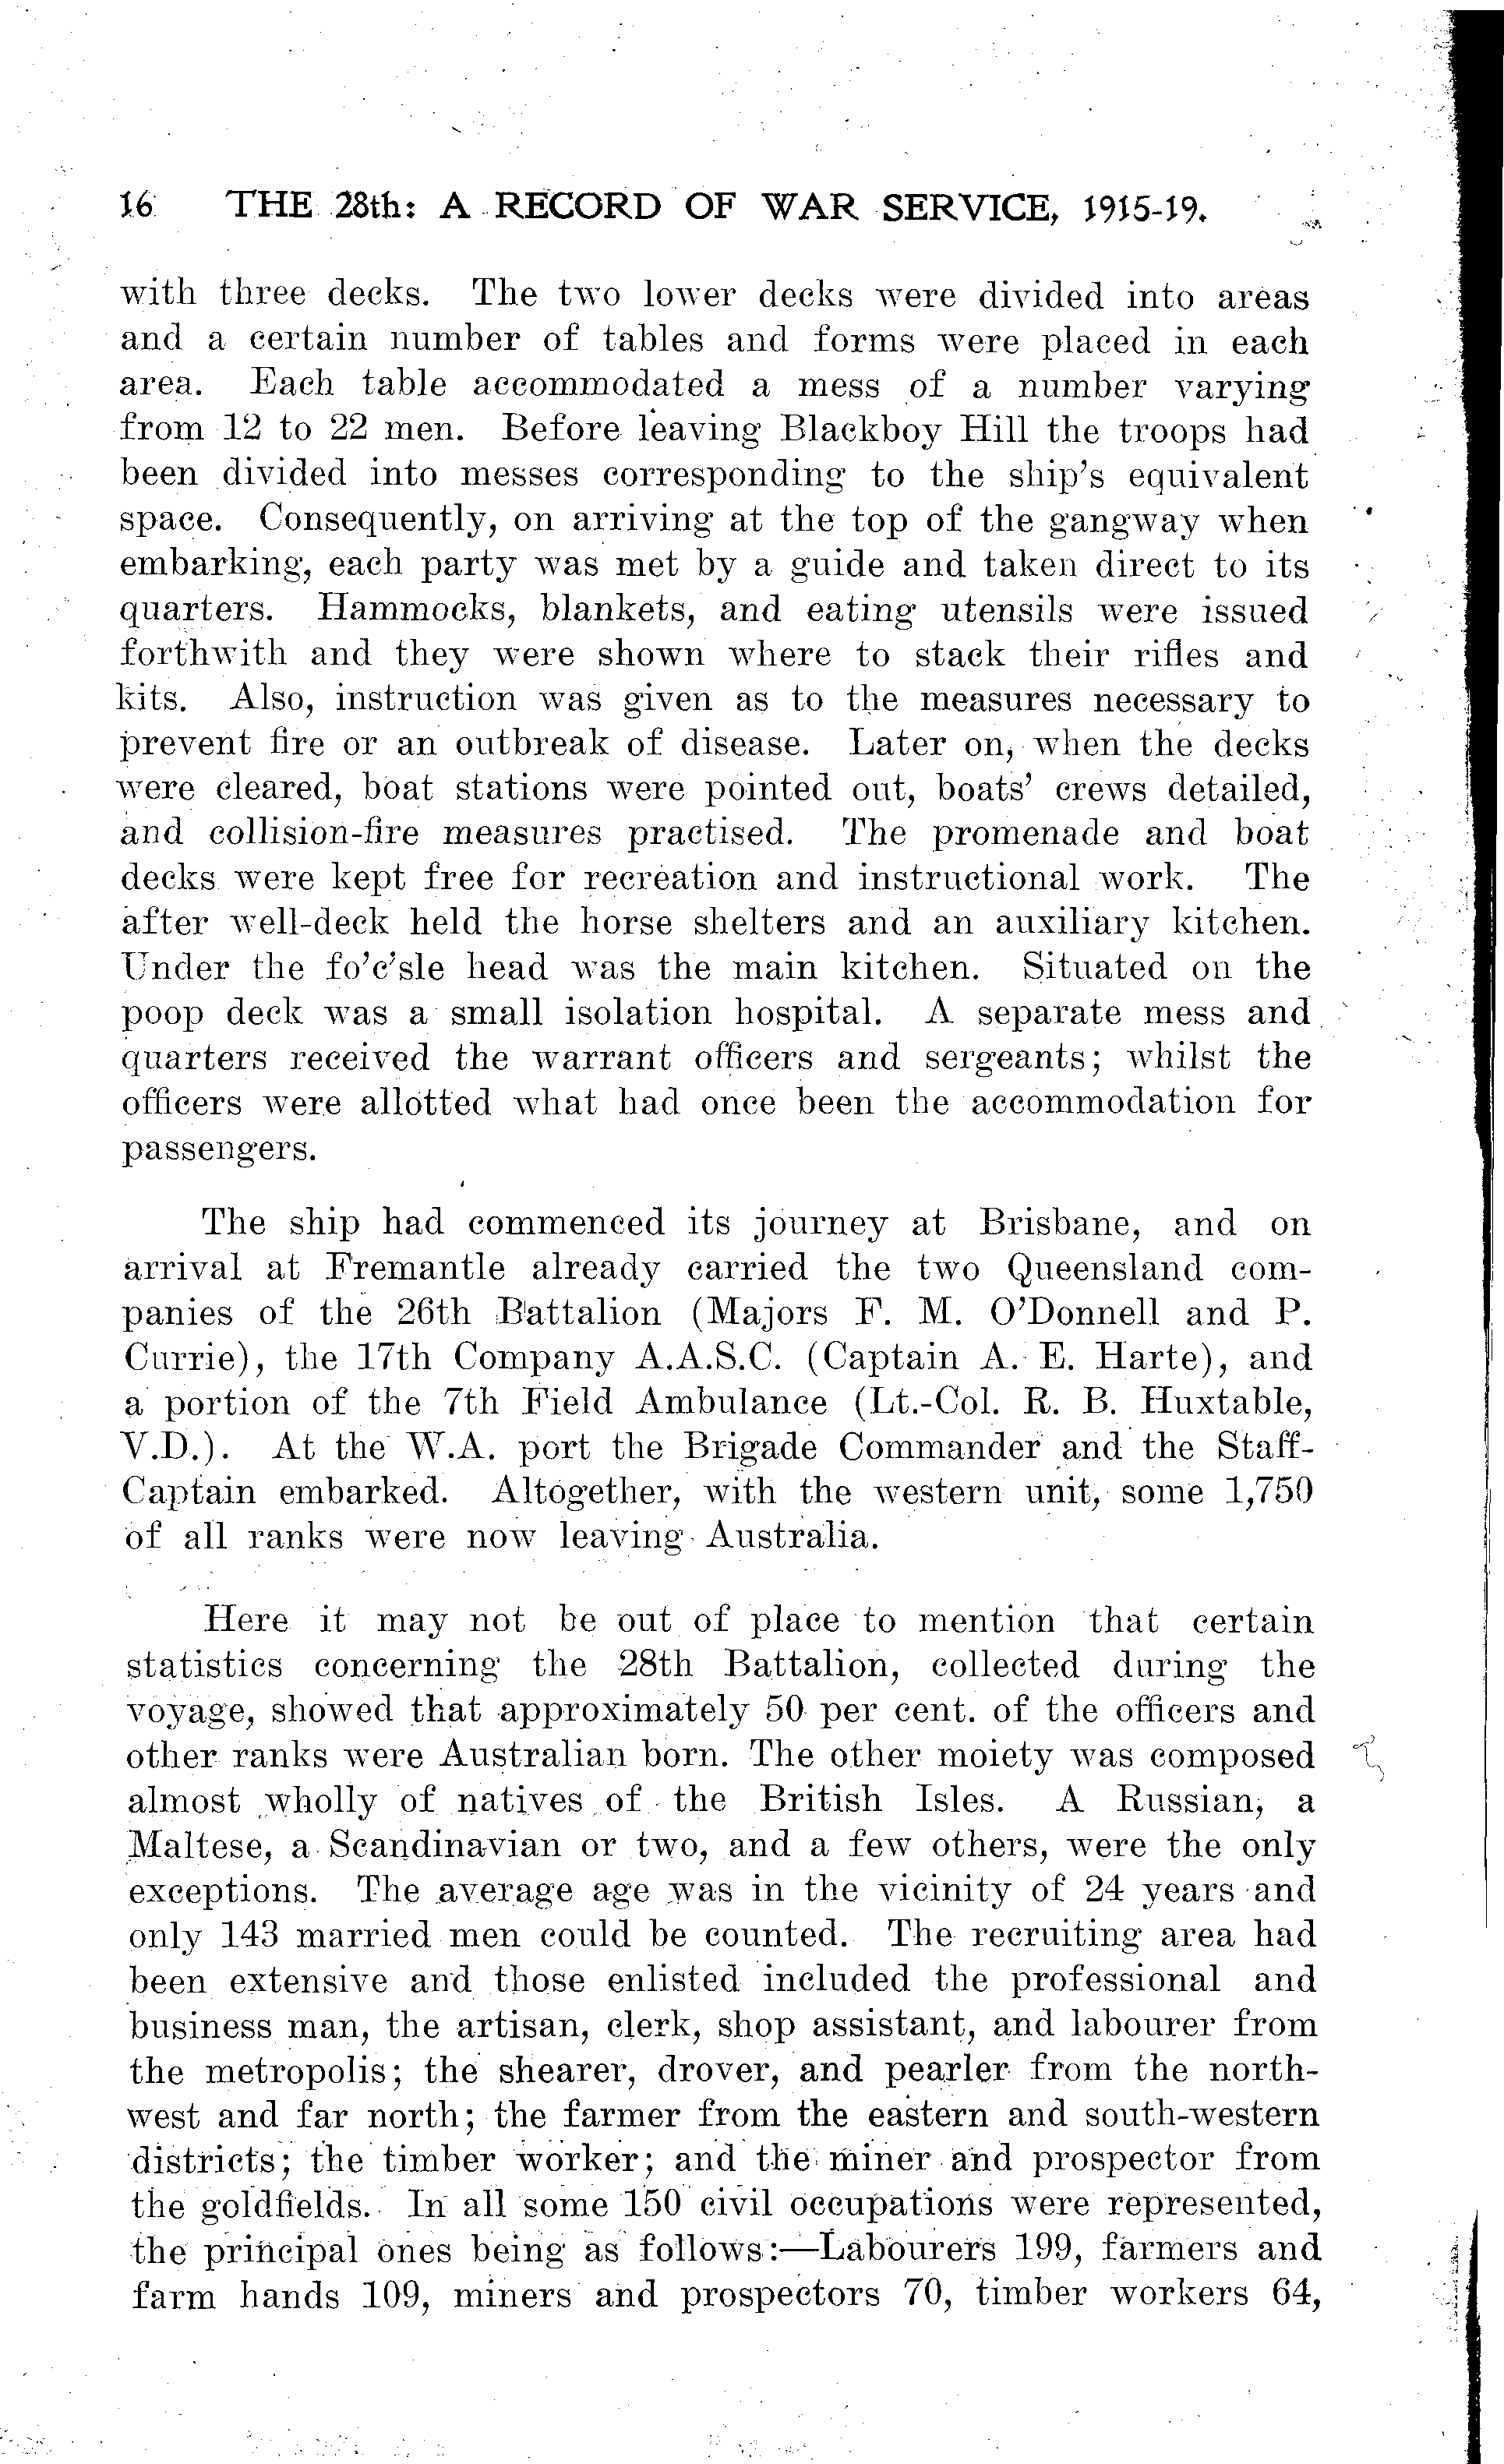 16 THE 28th: A RECORD OF WAR SERVICE, 1915-19.
with three decks. The two lower decks were divided into areas
and a certain number of tables and forms were placed in each
area. Each table accommodated a mess of a number varying
from 12 to 22 men. Before leaving Blackboy Hill the troops had
been divided into messes corresponding to the ship's equivalent
space. Consequently, on arriving at the top of the gangway when
embarking, each party was met by a guide and taken direct to its
quarters. Hammocks, blankets, and eating utensils were issued
forthwith and they were shown where to stack their rifles and
kits. Also, instruction was given as to the measures necessary to
prevent fire or an outbreak of disease. Later on, when the decks
were cleared, boat stations were pointed out, boats' crews detailed,
and collision-fire measures practised. The promenade and boat
decks were kept free for recreation and instructional work. The
after well-deck held the horse shelters and an auxiliary kitchen.
Under the fo'c'sle head was the main kitchen. Situated on the
poop deck was a small isolation hospital. A separate mess and
quarters received the warrant officers and sergeants; whilst the
officers were allotted what had once been the accommodation for
passengers.
The ship had commenced its journey at Brisbane, and on
arrival at Fremantle already carried the two Queensland com-
panies of the 26th Battalion (Majors F. M. O'Donnell and P.
Currie), the 17th Company A.A.S.C. (Captain A. E. Harte), and
a portion of the 7th Field Ambulance (Lt.-Col. R. B. Huxtable,
V.D.). At the W.A. port the Brigade Commander and the Staff-
Captain embarked. Altogether, with the western unit, some 1,750
of all ranks were now leaving Australia.
Here it may not be out of place to mention that certain
statistics concerning the 28th Battalion, collected during the
voyage, showed that approximately 50 per cent. of the officers and
other ranks were Australian born. The other moiety was composed
almost wholly of natives of the British Isles. A Russian, a
Maltese, a Scandinavian or two, and a few others, were the only
exceptions. The average age was in the vicinity of 24 years and
only 143 married men could be counted. The recruiting area had
been extensive and those enlisted included the professional and
business man, the artisan, clerk, shop assistant, and labourer from
the metropolis; the shearer, drover, and pearler from the north-
west and far north; the farmer from the eastern and south-western
districts; the timber worker; and the miner and prospector from
the goldfields. In all some 150 civil occupations were represented,
the principal ones being as follows:—Labourers 199, farmers and
farm hands 109, miners and prospectors 70, timber workers 64,